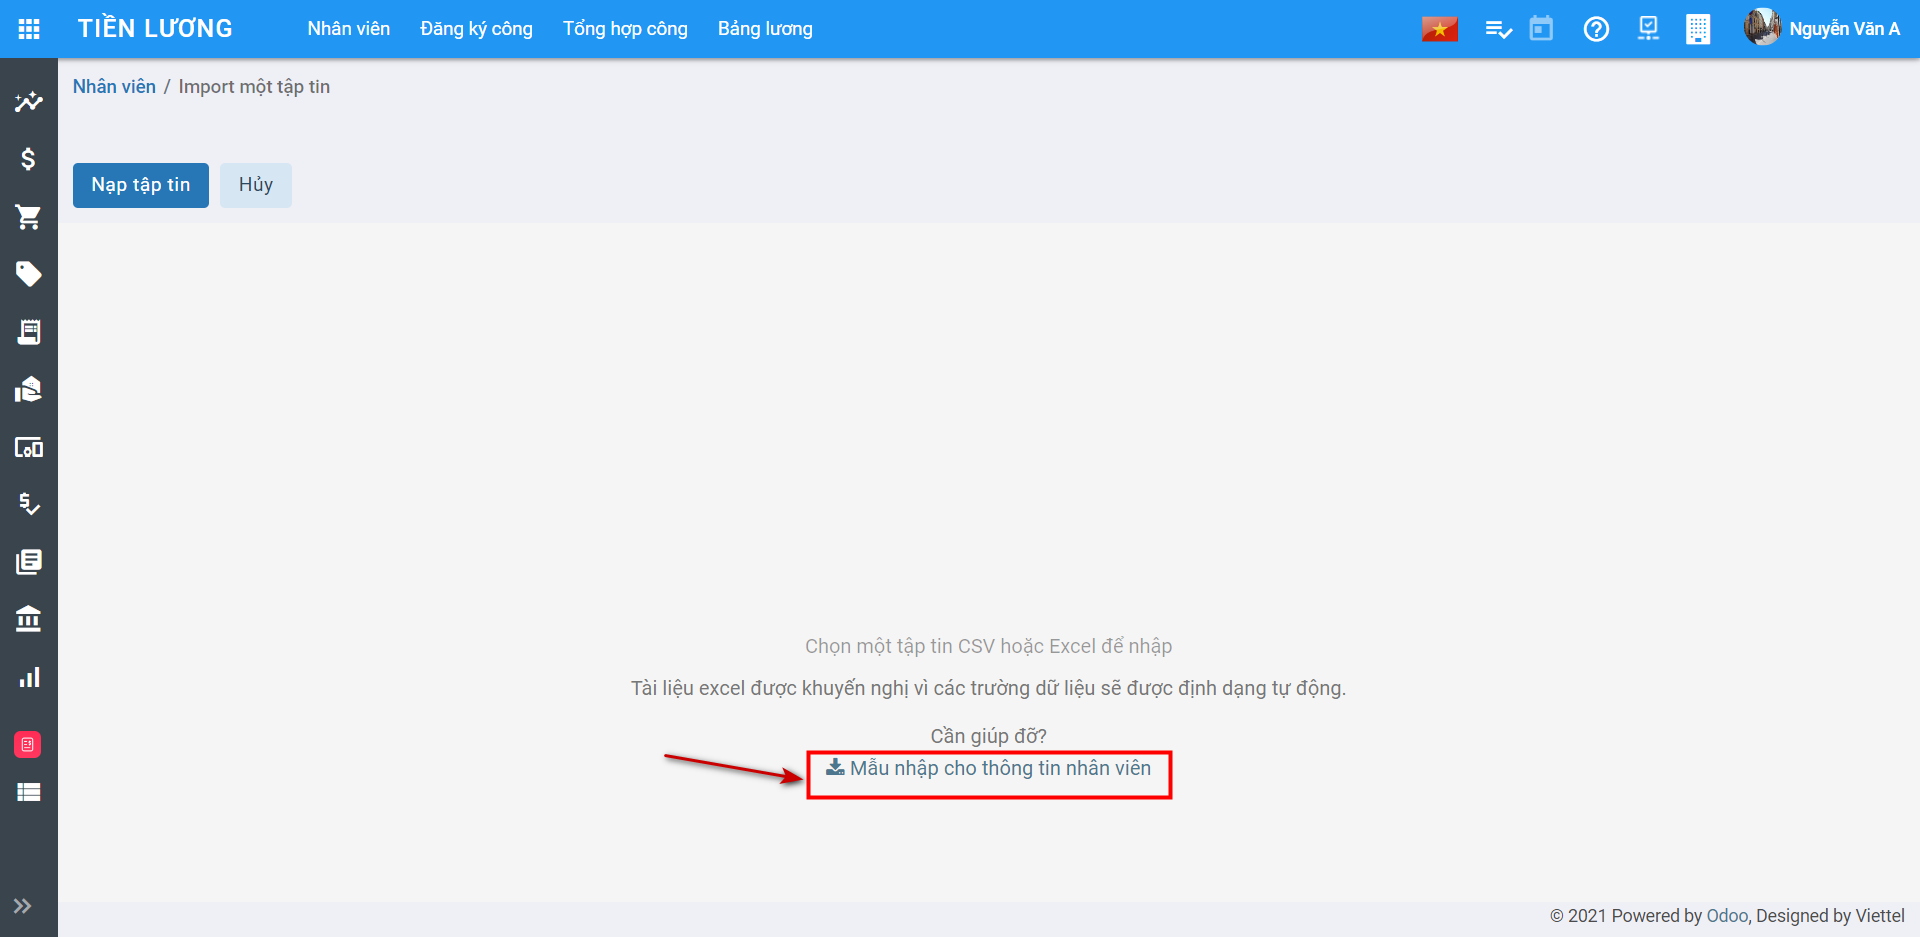 TIỀN LƯƠNG Nhân viên Đăng ký công Tổng hợp công Bảng lương Nguyễn Văn A
Nhân viên / Import một tập tin
Nạp tập tin Hủy
Chọn một tập tin CSV hoặc Excel để nhập
Tài liệu excel được khuyến nghị vì các trường dữ liệu sẽ được định dạng tự động.
Cần giúp đỡ?
Mẫu nhập cho thông tin nhân viên
© 2021 Powered by Odoo, Designed by Viettel